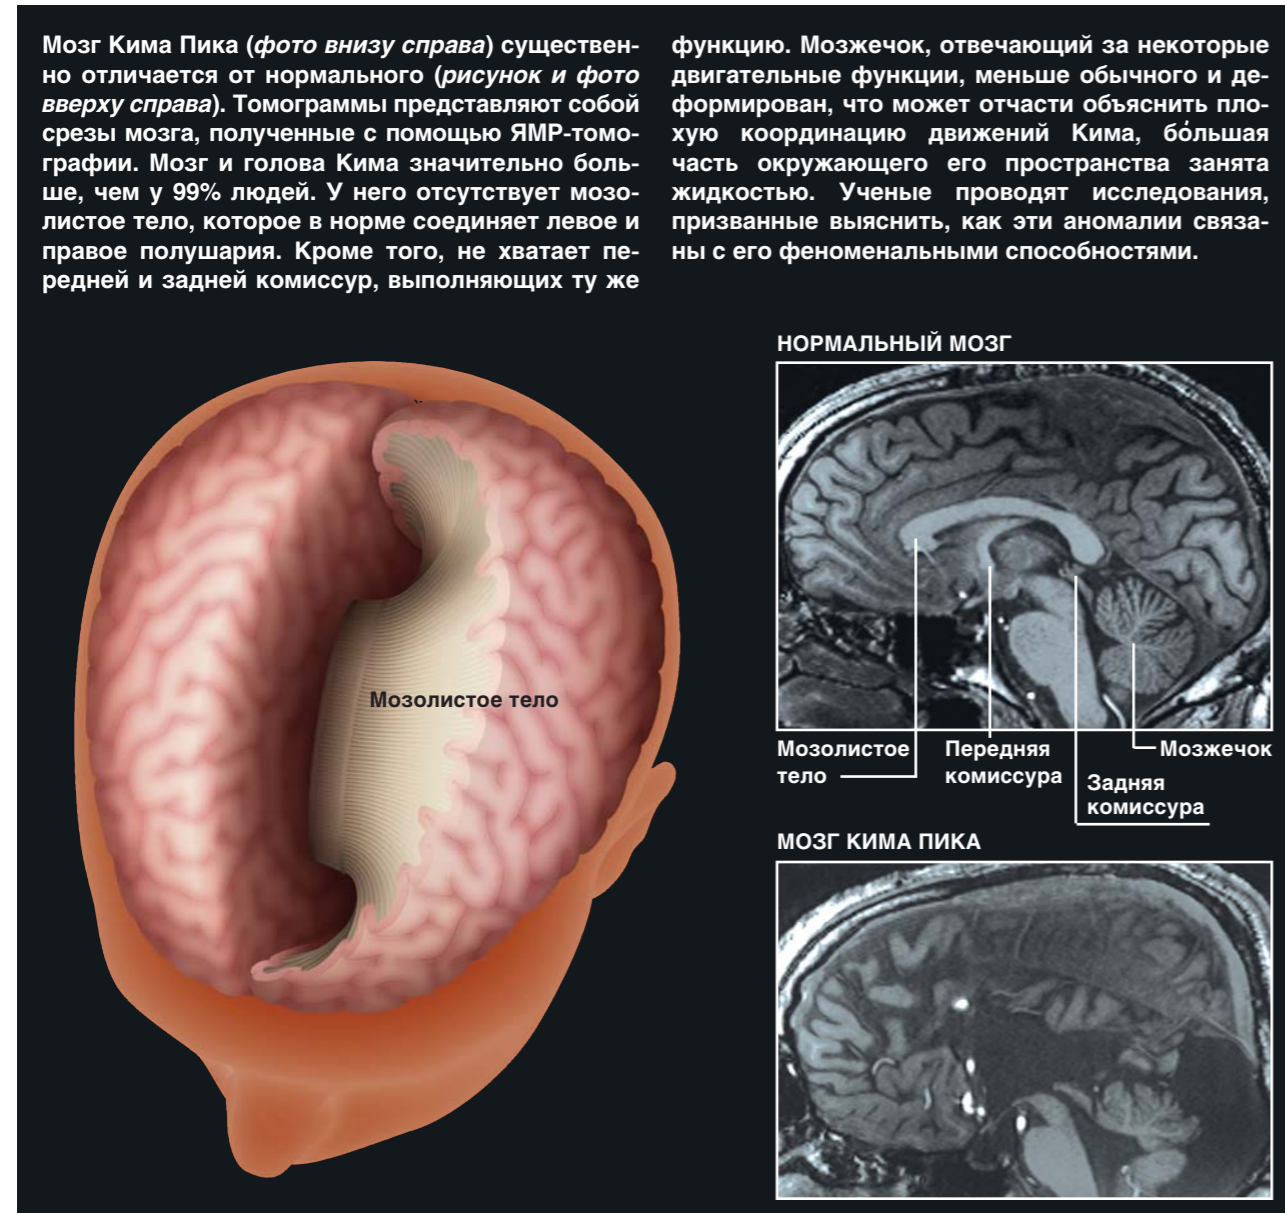 Мозг Кима Пика (фото внизу справа) существен-
но отличается от нормального (рисунок и фото
вверху справа). Томограммы представляют собой
срезы мозга, полученные с помощью ЯМР-томо-
графии. Мозг и голова Кима значительно боль-
ше, чем у 99% людей. У него отсутствует мозо-
листое тело, которое в норме соединяет левое и
правое полушария. Кроме того, не хватает пе-
редней и задней комиссур, выполняющих ту же
функцию. Мозжечок, отвечающий за некоторые
двигательные функции, меньше обычного и де-
формирован, что может отчасти объяснить пло-
хую координацию движений Кима, бо́льшая
часть окружающего его пространства занята
жидкостью. Ученые проводят исследования,
призванные выяснить, как эти аномалии связа-
ны с его феноменальными способностями.
НОРМАЛЬНЫЙ МОЗГ
Мозолистое тело
Мозолистое
тело
Передняя
комиссура
Задняя
комиссура
Мозжечок
МОЗГ КИМА ПИКА